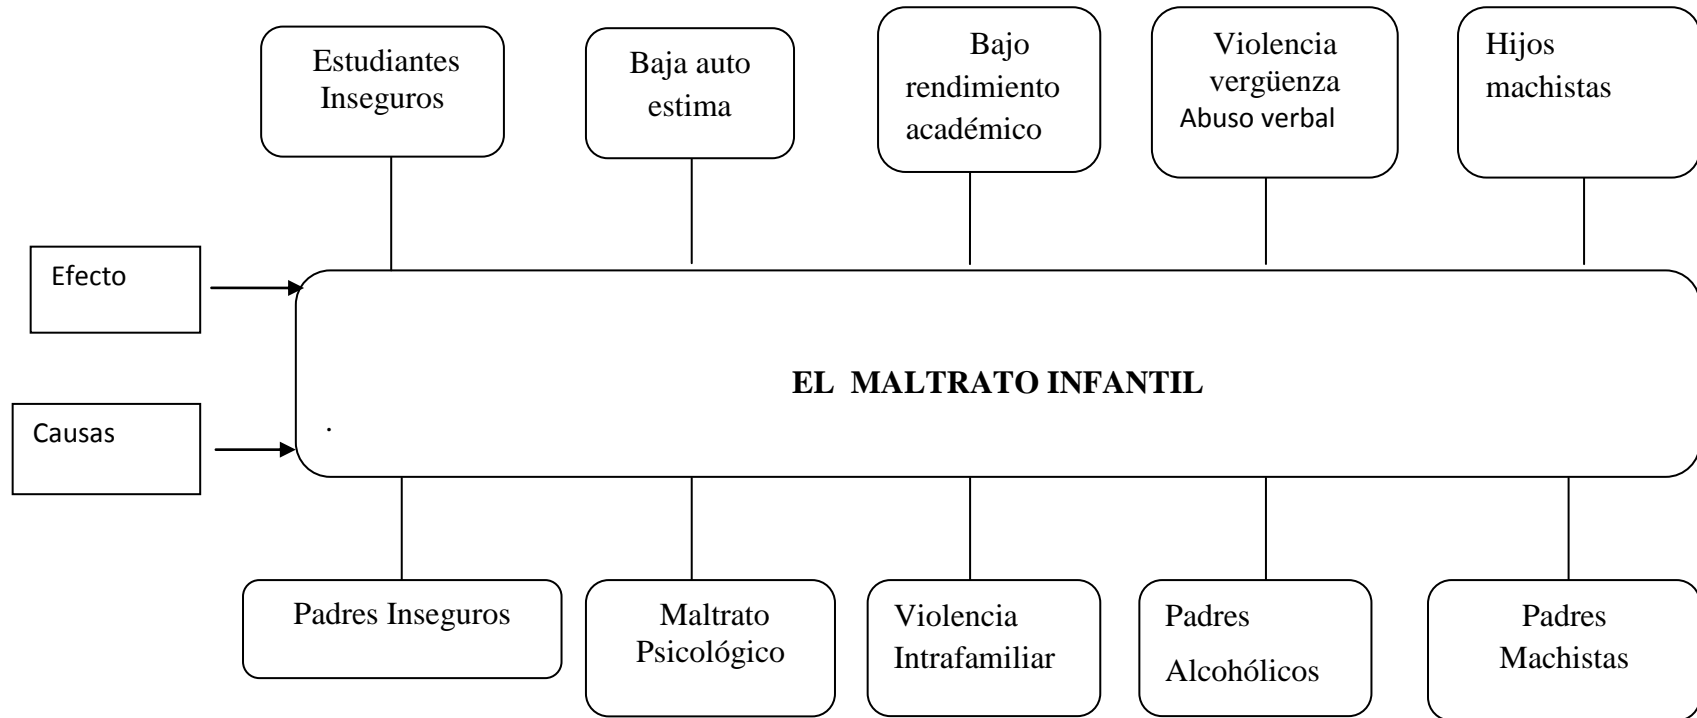 Estudiantes
Inseguros
Baja auto
estima
Bajo
rendimiento
académico
Violencia
vergüenza
Abuso verbal
Hijos
machistas
Efecto
EL  MALTRATO INFANTIL
.
Causas
Padres Inseguros
Maltrato
Psicológico
Violencia
Intrafamiliar
Padres
Alcohólicos
Padres
Machistas